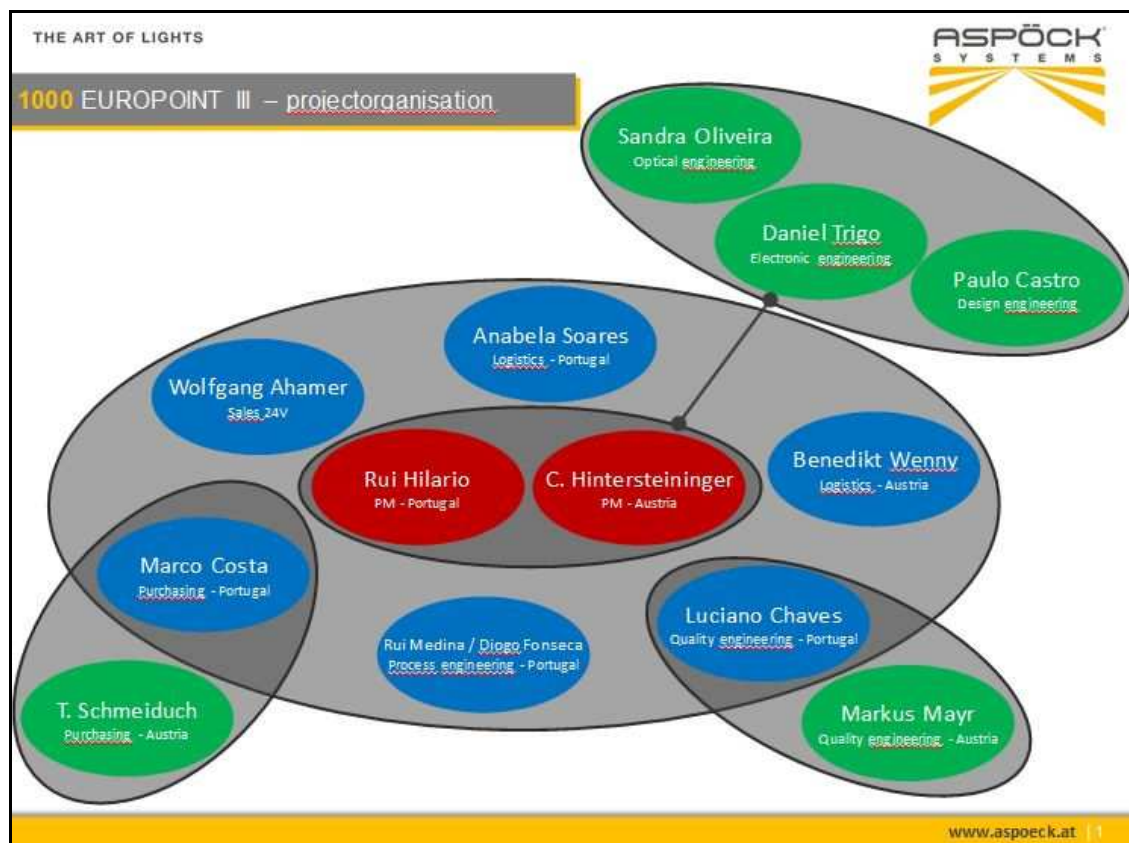 THE ART OF LIGHTS
ASPÖCK
SYSTEMS
1000 EUROPOINT III – projectorganisation
Sandra Oliveira
Optical engineering
Daniel Trigo
Electronic engineering
Paulo Castro
Design engineering
Anabela Soares
Logistics - Portugal
Wolfgang Ahamer
Sales 24V
Rui Hilario
PM - Portugal
C. Hintersteininger
PM - Austria
Benedikt Wenny
Logistics - Austria
Marco Costa
Purchasing - Portugal
Rui Medina / Diogo Fonseca
Process engineering - Portugal
Luciano Chaves
Quality engineering - Portugal
T. Schmeiduch
Purchasing - Austria
Markus Mayr
Quality engineering - Austria
www.aspoeck.at | 1